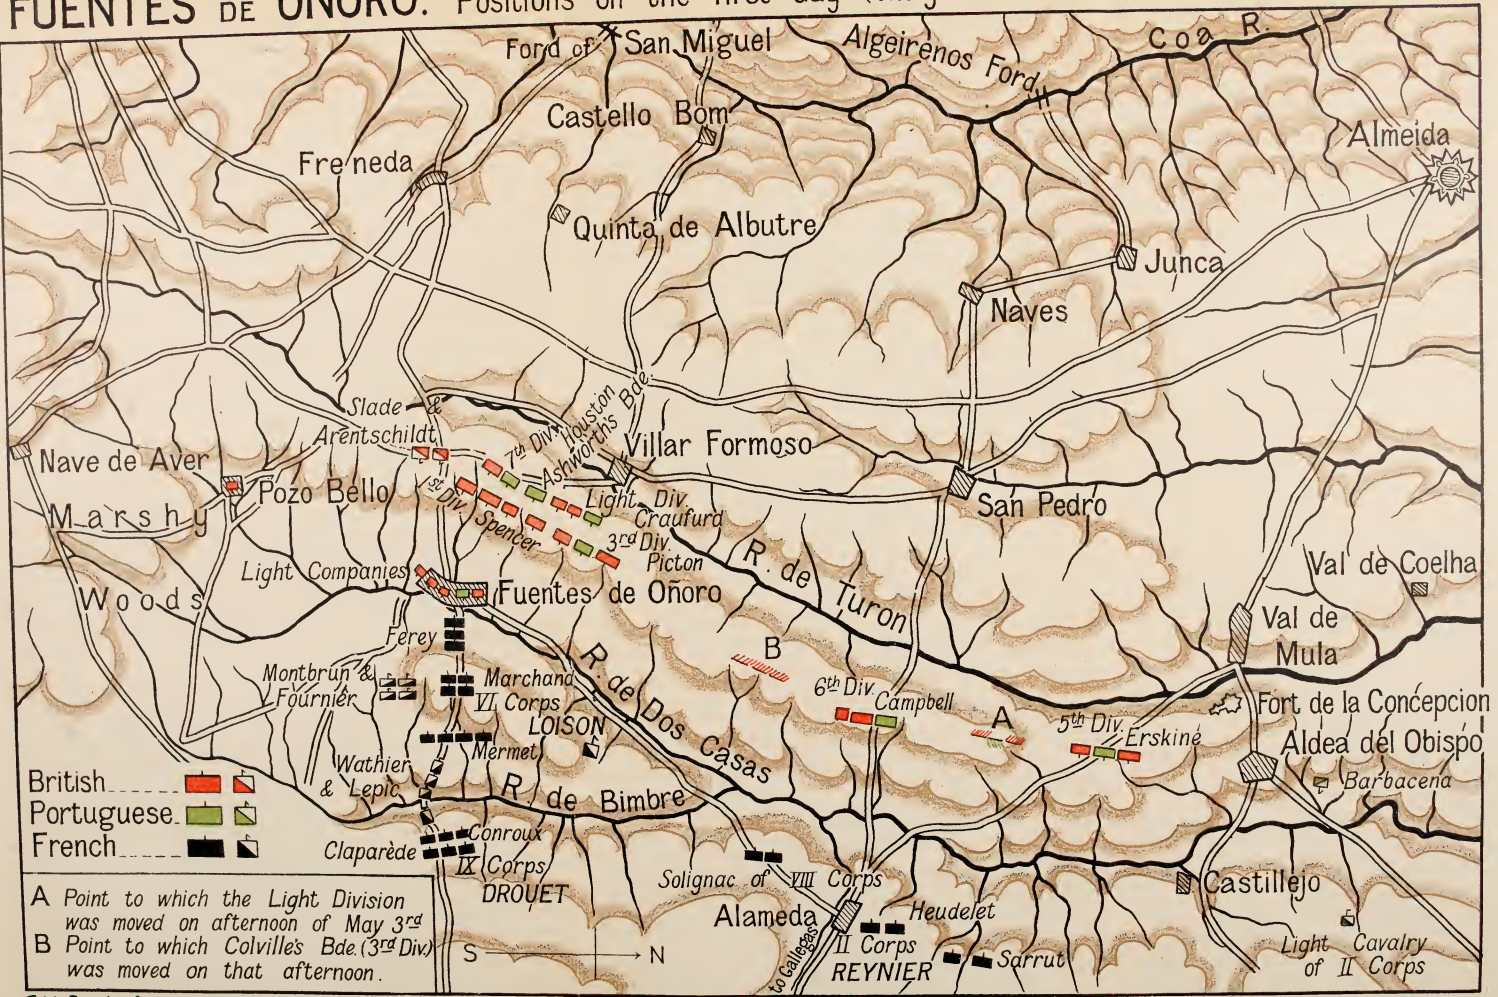 FUENTES DE OÑORO. Positions on the first day
Ford of San Miguel
Algeirenos Ford
Coa R.
Castello Bom
Almeida
Freneda
Quinta de Albutre
Junca
Naves
Slade &
Arentschildt
7th Div. Houston
Ashworth's Bde.
Villar Formoso
Nave de Aver
Pozo Bello
Marshy
1st Div. Spencer
Light Div.
Craufurd
San Pedro
3rd Div.
Picton
R. de Turon
Val de Coelha
Light Companies
Fuentes de Oñoro
Woods
Val de
Mula
Ferey
B
R. de Dos Casas
Montbrun &
Fournier
Marchand
VI Corps
6th Div.
Campbell
LOISON
A
5th Div.
Erskine
Fort de la Concepcion
Mermet
Aldea del Obispo
Wathier
& Lepic
R. de Bimbre
Barbacena
British
Portuguese
French
Conroux
Claparède
IX Corps
DROUET
Solignac of VIII Corps
Castillejo
Alameda
Heudelet
II Corps
REYNIER
Sarrut
Light Cavalry
of II Corps
to Gallegas
S N
A Point to which the Light Division
was moved on afternoon of May 3rd
B Point to which Colville's Bde. (3rd Div.)
was moved on that afternoon.